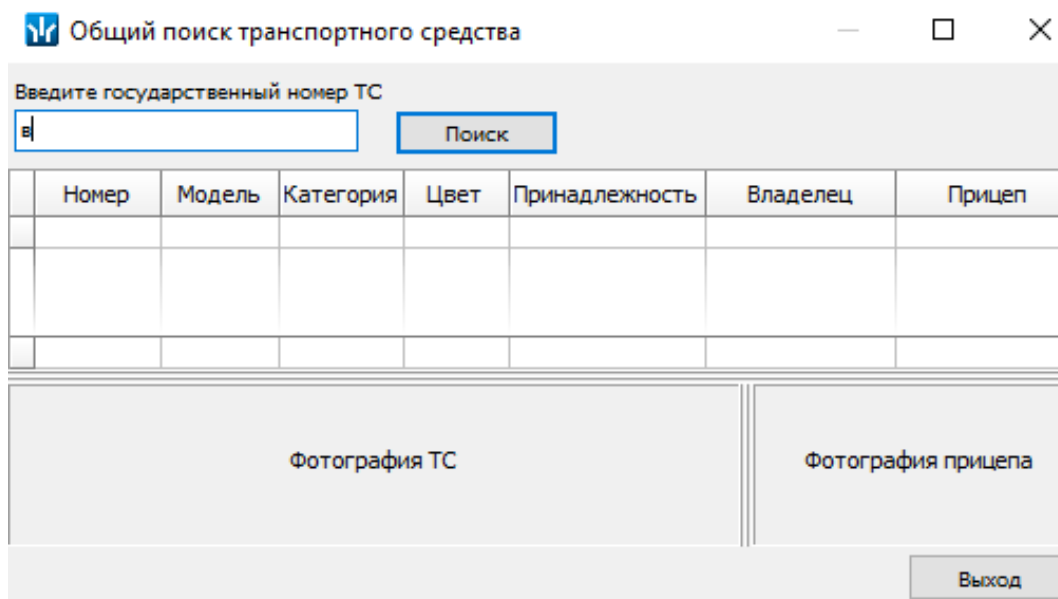 Общий поиск транспортного средства
Введите государственный номер ТС
в
Поиск
Номер Модель Категория Цвет Принадлежность Владелец Прицеп
Фотография ТС Фотография прицепа
Выход